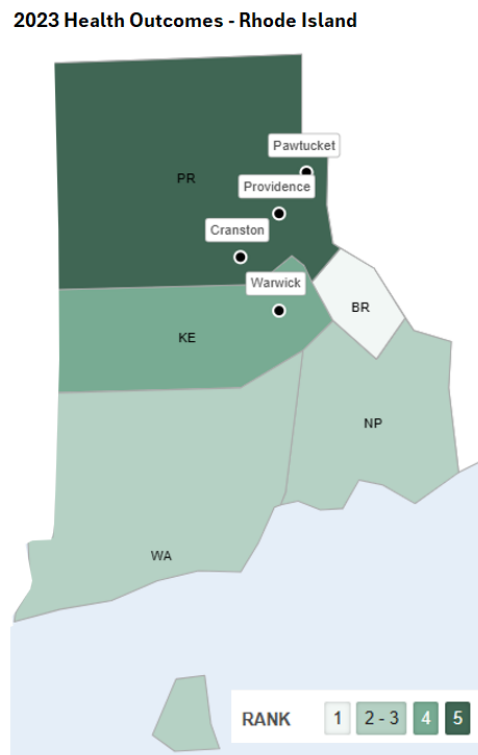 2023 Health Outcomes - Rhode Island
Pawtucket
PR
Providence
Cranston
Warwick
BR
KE
NP
WA
RANK 1 2 - 3 4 5